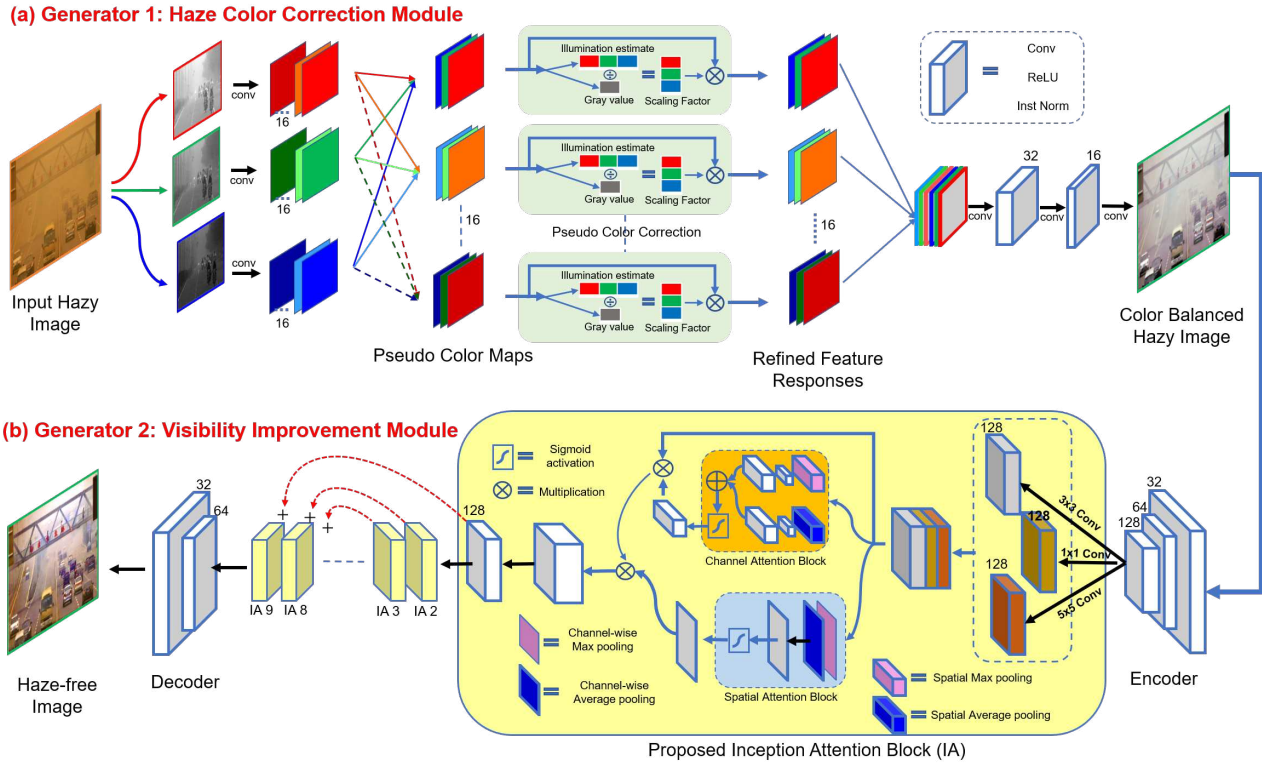 (a) Generator 1: Haze Color Correction Module
Input Hazy
Image
conv
16
conv
16
conv
16
Pseudo Color Maps
16
Illumination estimate
Gray value
Scaling Factor
Illumination estimate
Gray value
Scaling Factor
Pseudo Color Correction
Illumination estimate
Gray value
Scaling Factor
16
Refined Feature
Responses
Conv
ReLU
Inst Norm
conv
32
conv
16
conv
Color Balanced
Hazy Image
(b) Generator 2: Visibility Improvement Module
Haze-free
Image
32
64
Decoder
IA 9
IA 8
+
+
+
IA 3
IA 2
128
Sigmoid
activation
Multiplication
Channel Attention Block
Spatial Attention Block
Channel-wise
Max pooling
Channel-wise
Average pooling
Spatial Max pooling
Spatial Average pooling
128
128
128
3x3 Conv
1x1 Conv
5x5 Conv
32
64
128
Encoder
Proposed Inception Attention Block (IA)